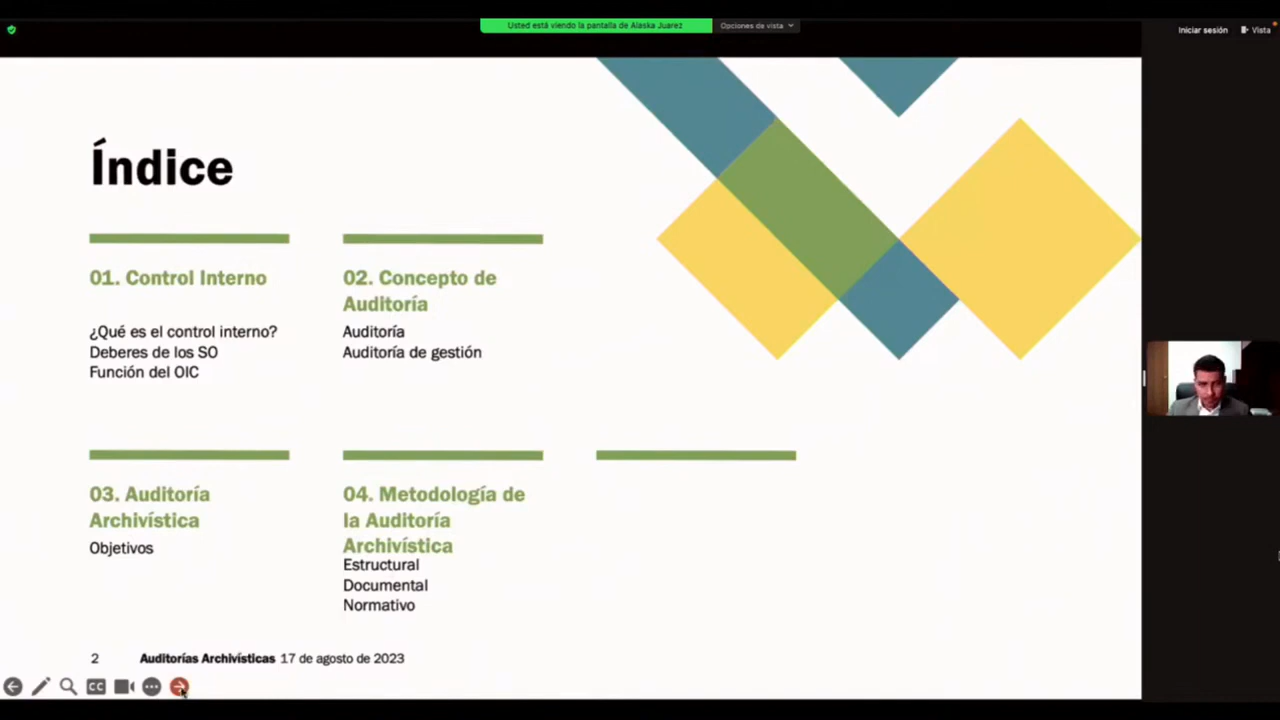 Usted está viendo la pantalla de Alaska Juarez
Opciones de vista
Iniciar sesión
Vista
Índice
01. Control Interno
¿Qué es el control interno?
Deberes de los SO
Función del OIC
02. Concepto de
Auditoría
Auditoría
Auditoría de gestión
03. Auditoría
Archivística
Objetivos
04. Metodología de
la Auditoría
Archivística
Estructural
Documental
Normativo
2
Auditorías Archivísticas 17 de agosto de 2023
CC